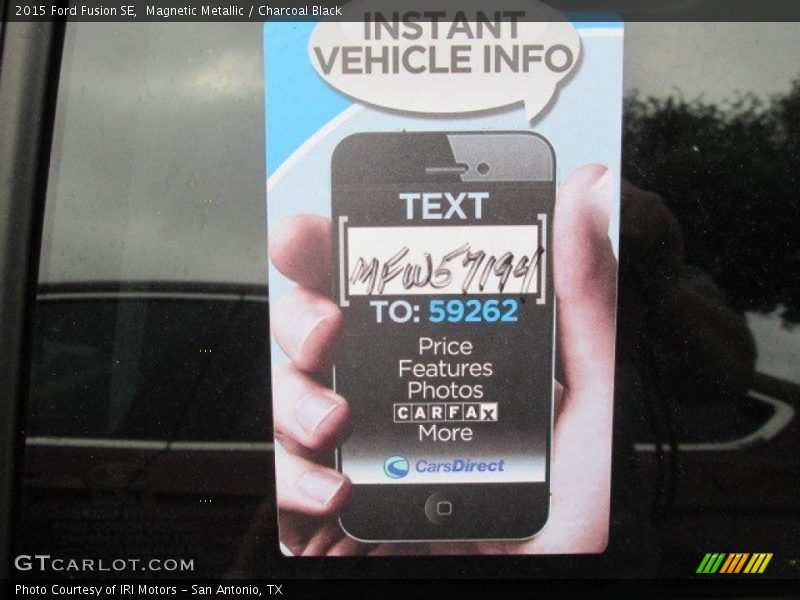 2015 Ford Fusion SE,  Magnetic Metallic / Charcoal Black
INSTANT
VEHICLE INFO
TEXT
MFW57194
TO: 59262
Price
Features
Photos
CARFAX
More
CarsDirect
GTCARLOT.COM
Photo Courtesy of IRI Motors – San Antonio, TX